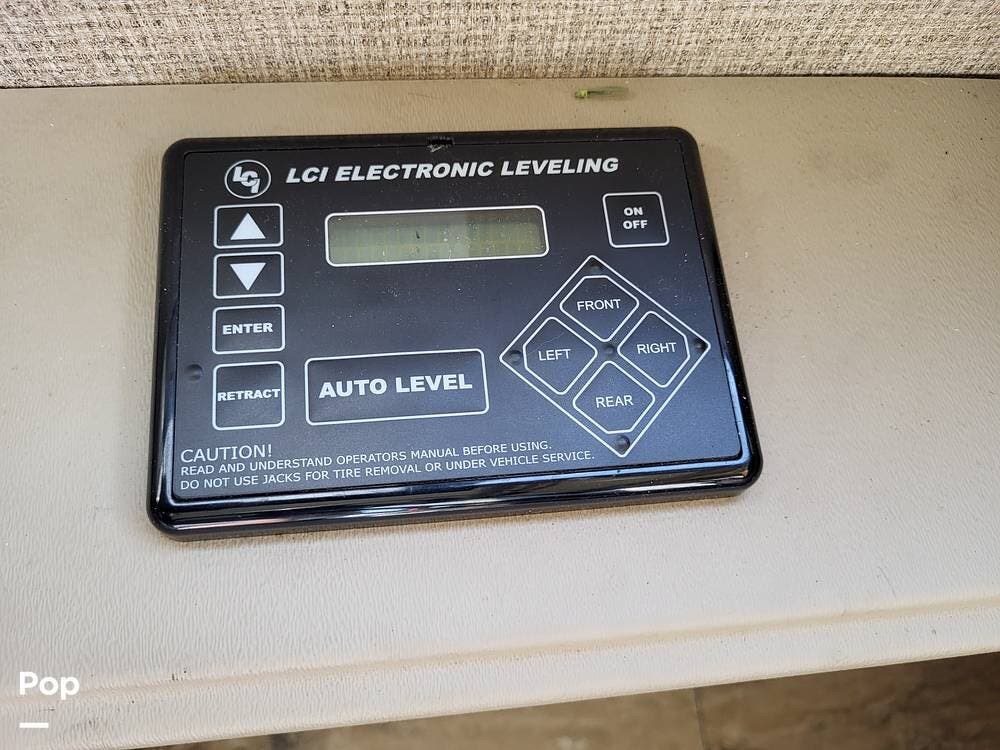 LCI LCI ELECTRONIC LEVELING
ON
OFF
ENTER
RETRACT
AUTO LEVEL
FRONT
LEFT
RIGHT
REAR
CAUTION!
READ AND UNDERSTAND OPERATORS MANUAL BEFORE USING.
DO NOT USE JACKS FOR TIRE REMOVAL OR UNDER VEHICLE SERVICE.
Pop